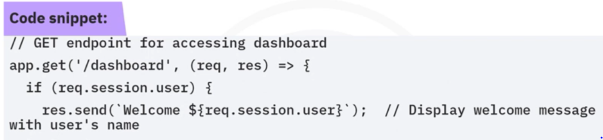 Code snippet:
// GET endpoint for accessing dashboard
app.get('/dashboard', (req, res) => {
  if (req.session.user) {
    res.send(`Welcome ${req.session.user}`);  // Display welcome message
with user's name